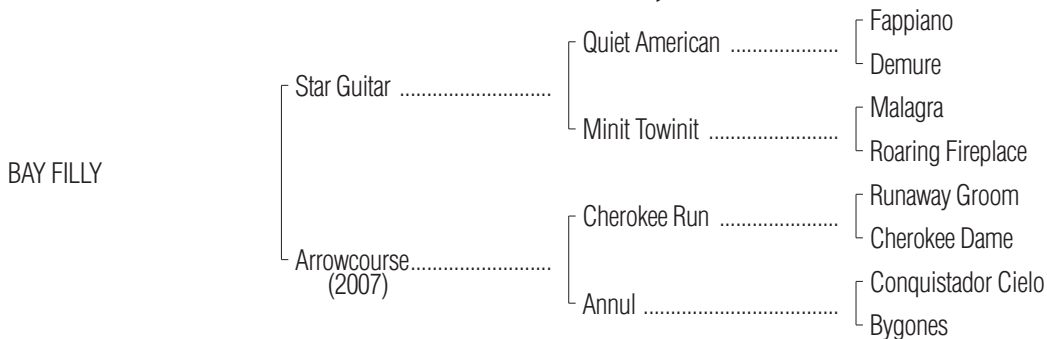 Fappiano
Quiet American .....................
Demure
Star Guitar ............................
Malagra
Minit Towinit .........................
Roaring Fireplace
BAY FILLY
Runaway Groom
Cherokee Run .......................
Cherokee Dame
Arrowcourse..........................
(2007)
Conquistador Cielo
Annul .....................................
Bygones